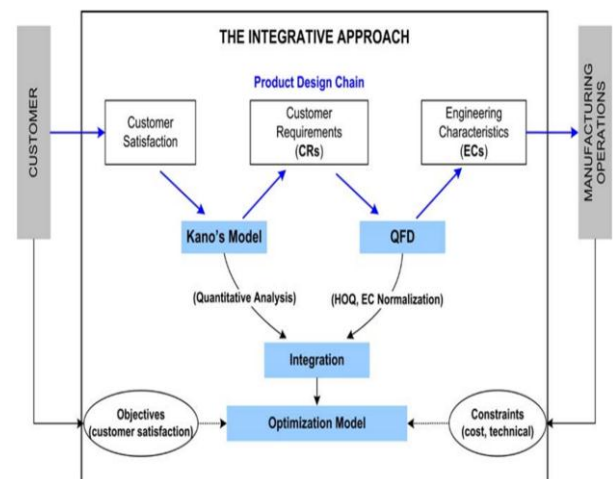 THE INTEGRATIVE APPROACH
Product Design Chain
CUSTOMER
Customer
Satisfaction
Customer
Requirements
(CRs)
Engineering
Characteristics
(ECs)
MANUFACTURING
OPERATIONS
Kano's Model
QFD
(Quantitative Analysis)
(HOQ, EC Normalization)
Integration
Objectives
(customer satisfaction)
Optimization Model
Constraints
(cost, technical)